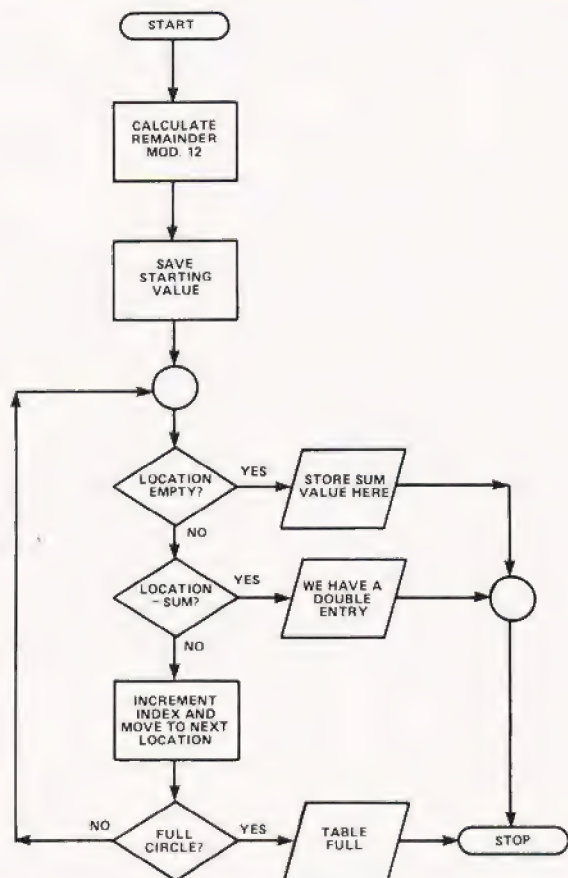 START
CALCULATE
REMAINDER
MOD. 12
SAVE
STARTING
VALUE
LOCATION
EMPTY?
YES
STORE SUM
VALUE HERE
NO
LOCATION
– SUM?
YES
WE HAVE A
DOUBLE
ENTRY
NO
INCREMENT
INDEX AND
MOVE TO NEXT
LOCATION
NO
FULL
CIRCLE?
YES
TABLE
FULL
STOP